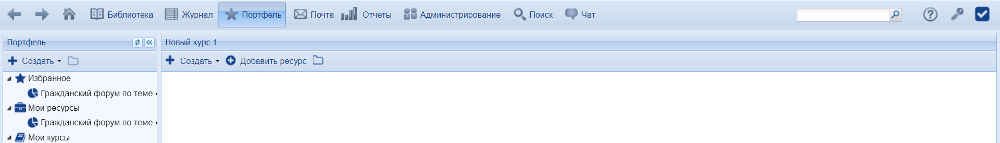 Библиотека Журнал Портфель Почта Отчеты Администрирование Поиск Чат
Портфель
Новый курс 1
Создать
Создать Добавить ресурс
Избранное
Гражданский форум по теме
Мои ресурсы
Гражданский форум по теме
Мои курсы